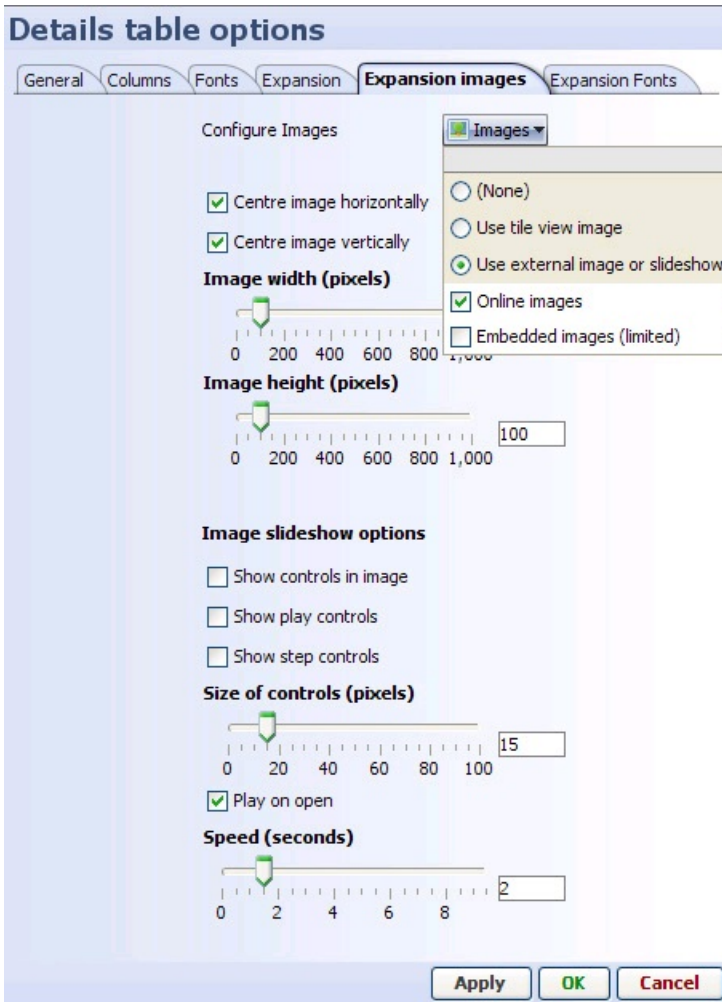 Details table options
General Columns Fonts Expansion Expansion images Expansion Fonts
Configure Images Images
(None)
Centre image horizontally
Use tile view image
Centre image vertically
Use external image or slideshow
Image width (pixels)
Online images
Embedded images (limited)
0 200 400 600 800 1,000
Image height (pixels)
100
0 200 400 600 800 1,000
Image slideshow options
Show controls in image
Show play controls
Show step controls
Size of controls (pixels)
15
0 20 40 60 80 100
Play on open
Speed (seconds)
2
0 2 4 6 8
Apply OK Cancel